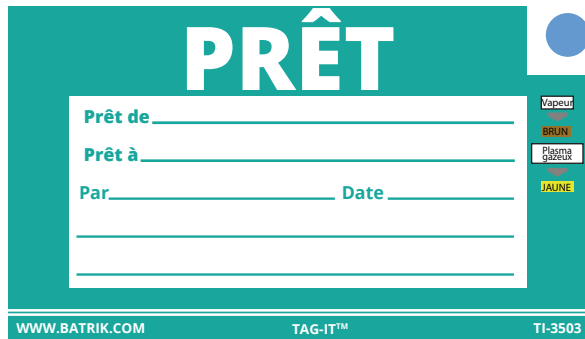 PRÊT
Prêt de
Prêt à
Par Date
Vapeur
BRUN
Plasma
gazeux
JAUNE
WWW.BATRIK.COM TAG-IT™ TI-3503